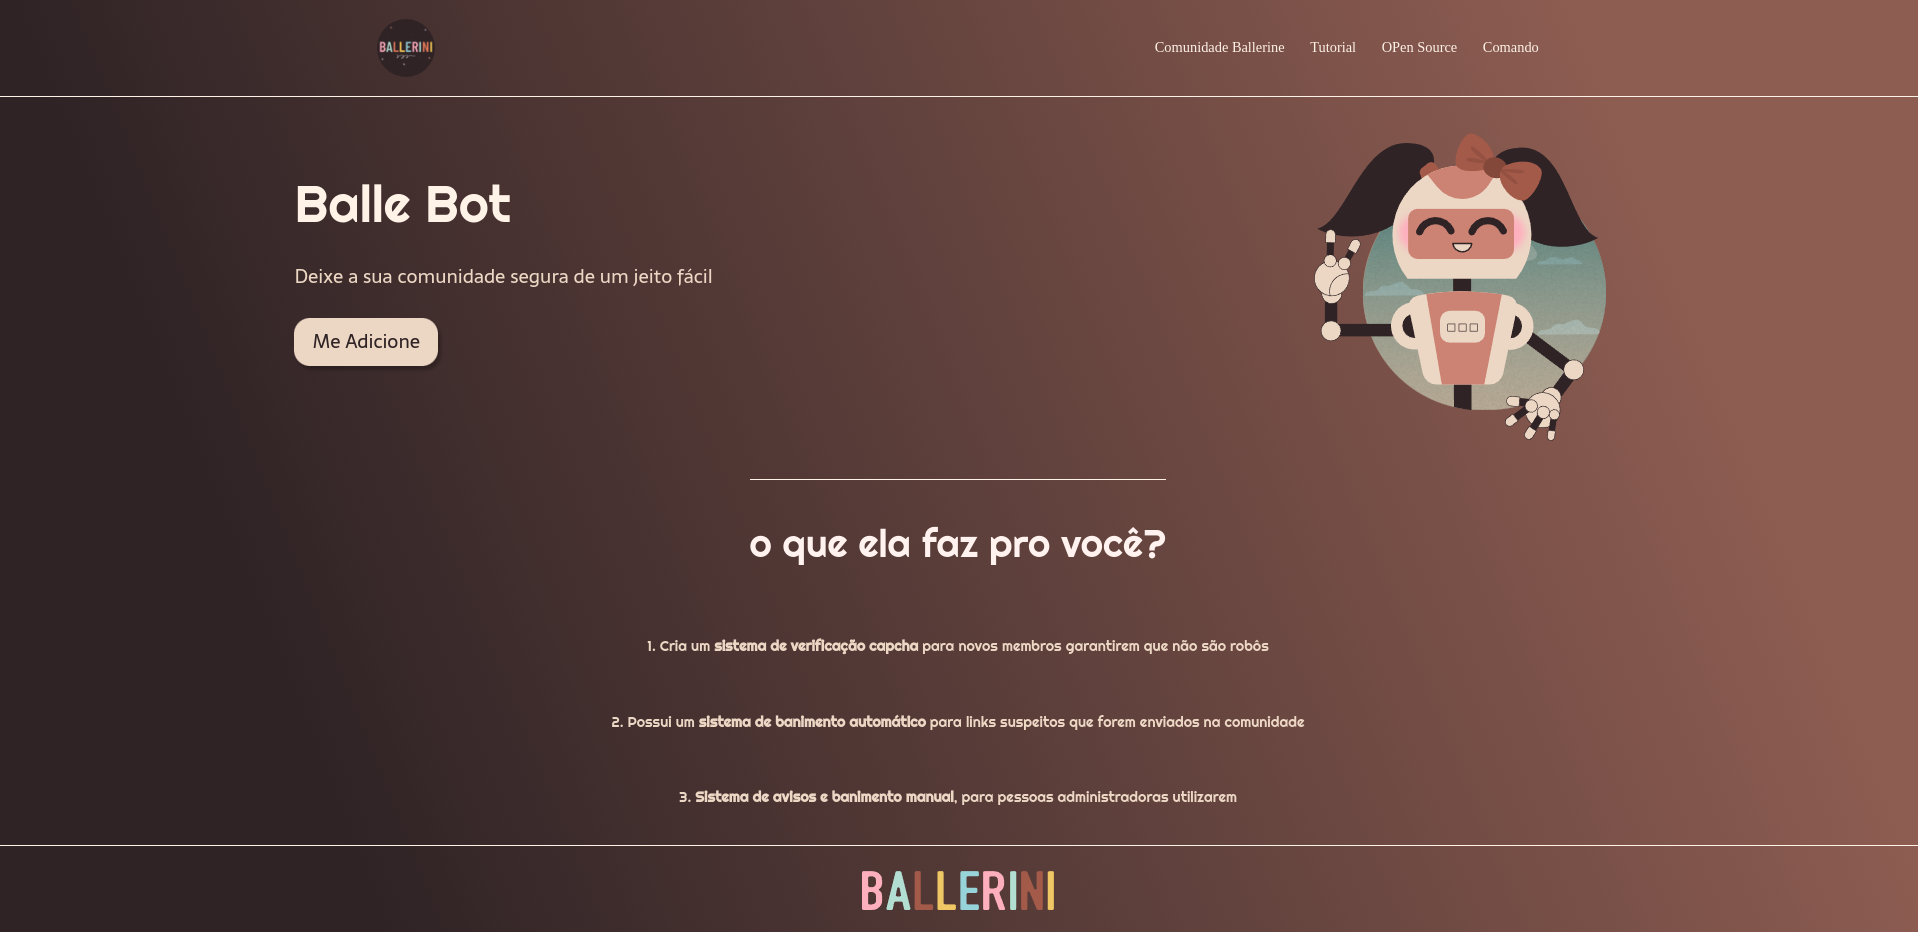 BALLERINI
Comunidade Ballerine
Tutorial
OPen Source
Comando
Balle Bot
Deixe a sua comunidade segura de um jeito fácil
Me Adicione
o que ela faz pro você?
1. Cria um sistema de verificação capcha para novos membros garantirem que não são robôs
2. Possui um sistema de banimento automático para links suspeitos que forem enviados na comunidade
3. Sistema de avisos e banimento manual, para pessoas administradoras utilizarem
BALLERINI